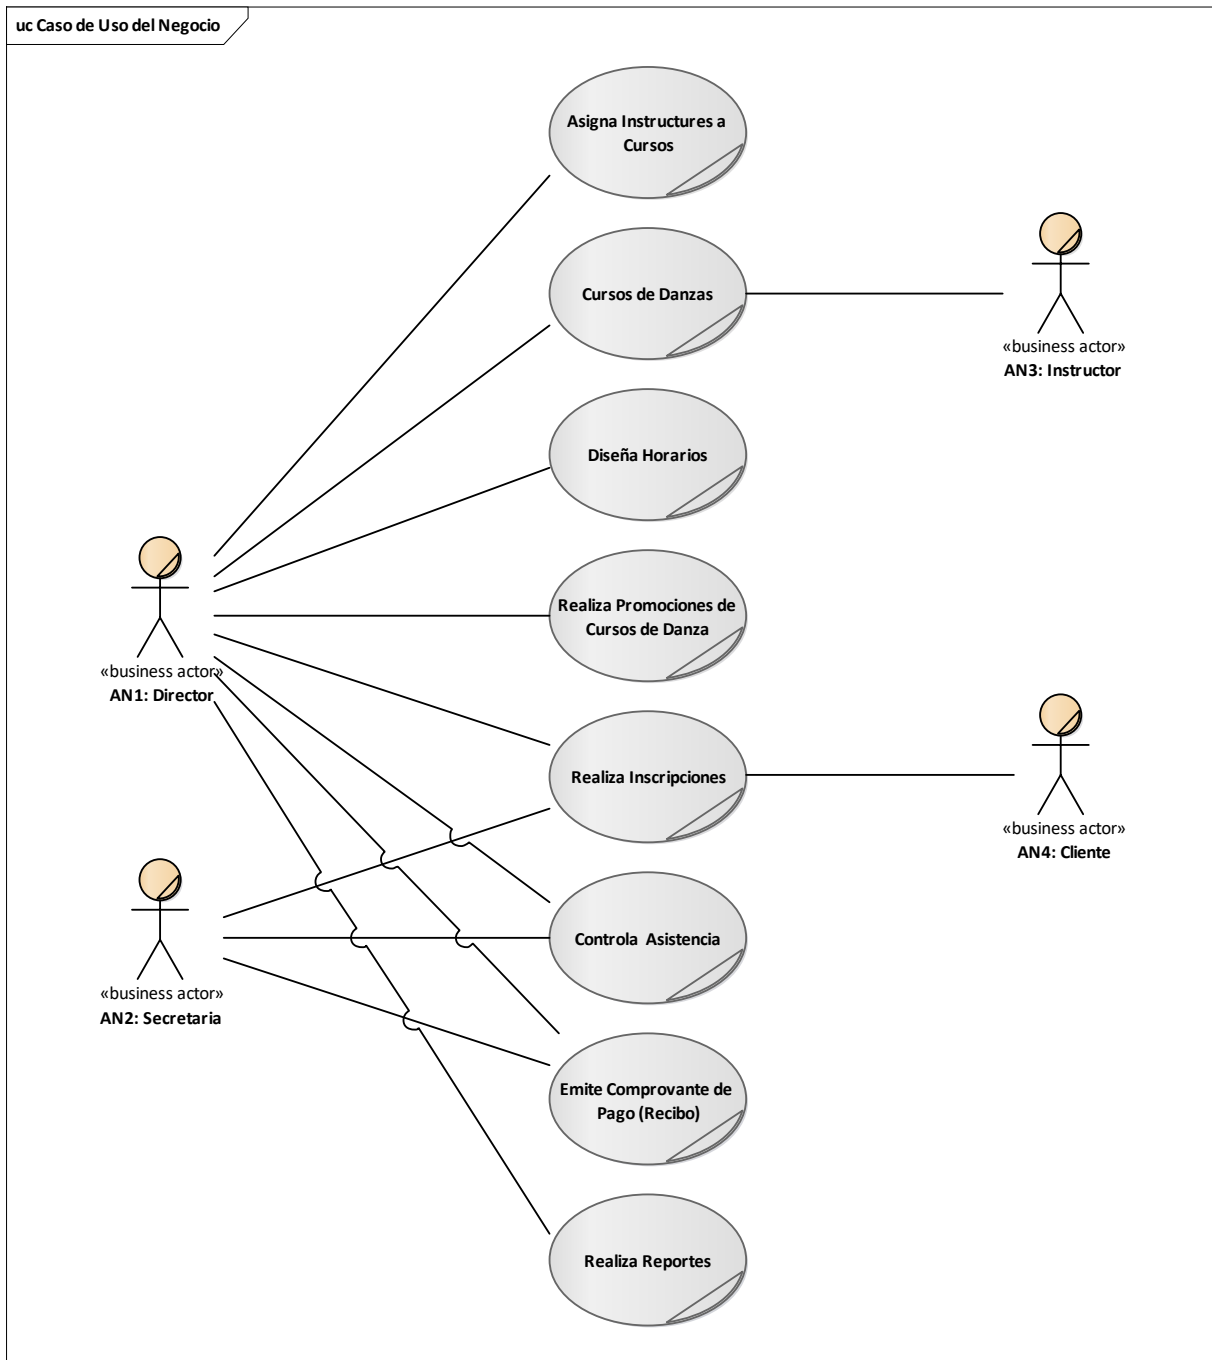 uc Caso de Uso del Negocio
Asigna Instructures a
Cursos
Cursos de Danzas
«business actor»
AN3: Instructor
Diseña Horarios
Realiza Promociones de
Cursos de Danza
«business actor»
AN1: Director
Realiza Inscripciones
«business actor»
AN4: Cliente
Controla  Asistencia
«business actor»
AN2: Secretaria
Emite Comprovante de
Pago (Recibo)
Realiza Reportes